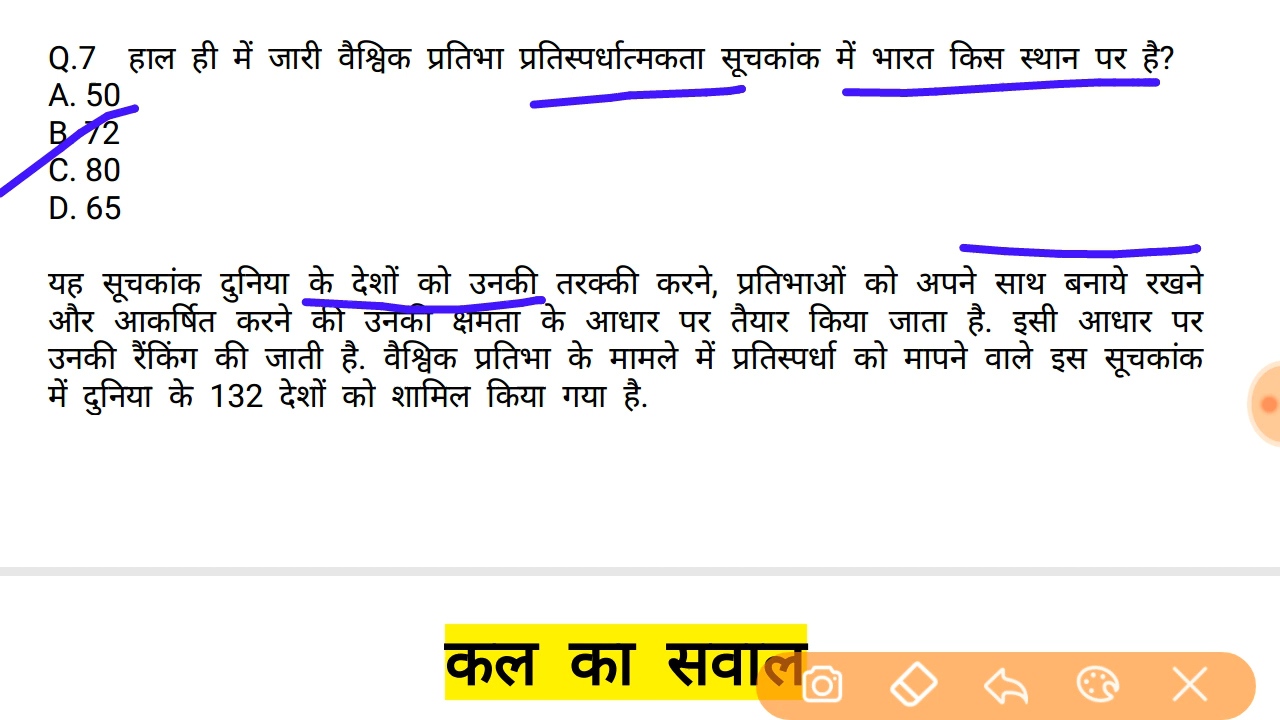 Q.7 हाल ही में जारी वैश्विक प्रतिभा प्रतिस्पर्धात्मकता सूचकांक में भारत किस स्थान पर है?
A. 50
B. 72
C. 80
D. 65
यह सूचकांक दुनिया के देशों को उनकी तरक्की करने, प्रतिभाओं को अपने साथ बनाये रखने
और आकर्षित करने की उनकी क्षमता के आधार पर तैयार किया जाता है. इसी आधार पर
उनकी रैंकिंग की जाती है. वैश्विक प्रतिभा के मामले में प्रतिस्पर्धा को मापने वाले इस सूचकांक
में दुनिया के 132 देशों को शामिल किया गया है.
कल का सवाल